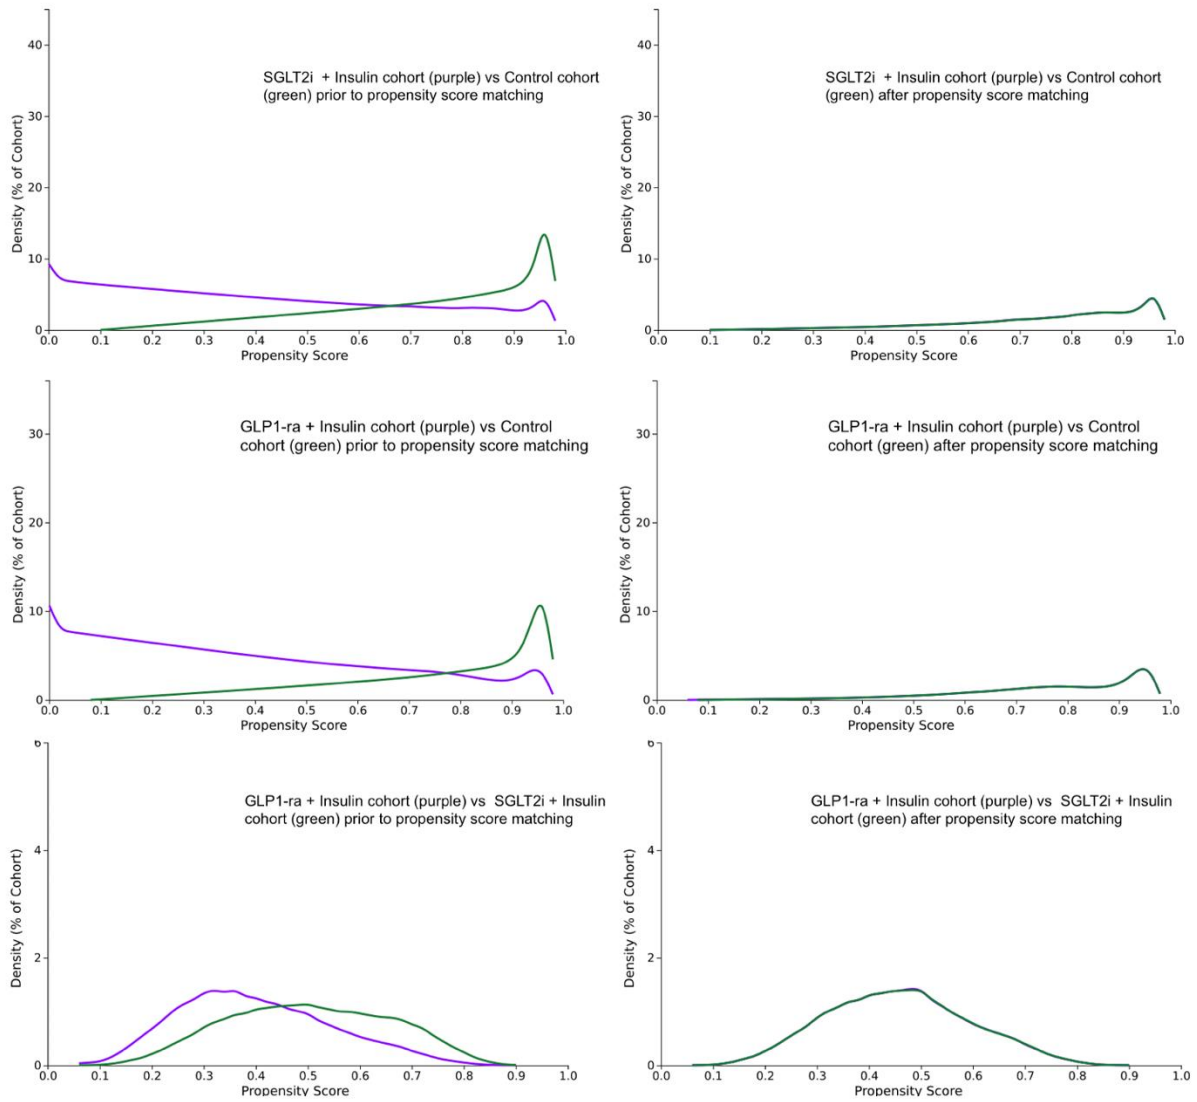 40
30
20
10
0
Density (% of Cohort)
SGLT2i + Insulin cohort (purple) vs Control cohort
(green) prior to propensity score matching
0.0 0.1 0.2 0.3 0.4 0.5 0.6 0.7 0.8 0.9 1.0
Propensity Score
40
30
20
10
0
Density (% of Cohort)
SGLT2i + Insulin cohort (purple) vs Control cohort
(green) after propensity score matching
0.0 0.1 0.2 0.3 0.4 0.5 0.6 0.7 0.8 0.9 1.0
Propensity Score
30
20
10
0
Density (% of Cohort)
GLP1-ra + Insulin cohort (purple) vs Control
cohort (green) prior to propensity score matching
0.0 0.1 0.2 0.3 0.4 0.5 0.6 0.7 0.8 0.9 1.0
Propensity Score
30
20
10
0
Density (% of Cohort)
GLP1-ra + Insulin cohort (purple) vs Control
cohort (green) after propensity score matching
0.0 0.1 0.2 0.3 0.4 0.5 0.6 0.7 0.8 0.9 1.0
Propensity Score
6
4
2
0
Density (% of Cohort)
GLP1-ra + Insulin cohort (purple) vs SGLT2i + Insulin
cohort (green) prior to propensity score matching
0.0 0.1 0.2 0.3 0.4 0.5 0.6 0.7 0.8 0.9 1.0
Propensity Score
6
4
2
0
Density (% of Cohort)
GLP1-ra + Insulin cohort (purple) vs SGLT2i + Insulin
cohort (green) after propensity score matching
0.0 0.1 0.2 0.3 0.4 0.5 0.6 0.7 0.8 0.9 1.0
Propensity Score